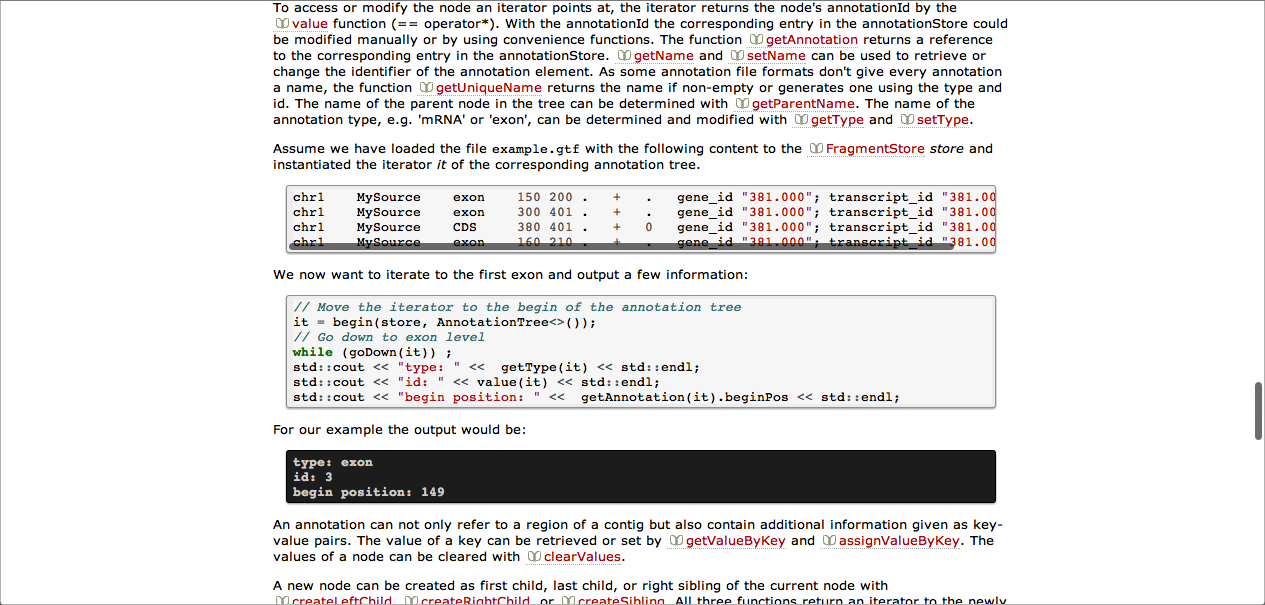 To access or modify the node an iterator points at, the iterator returns the node's annotationId by the
value function (== operator*). With the annotationId the corresponding entry in the annotationStore could
be modified manually or by using convenience functions. The function getAnnotation returns a reference
to the corresponding entry in the annotationStore. getName and setName can be used to retrieve or
change the identifier of the annotation element. As some annotation file formats don't give every annotation
a name, the function getUniqueName returns the name if non-empty or generates one using the type and
id. The name of the parent node in the tree can be determined with getParentName. The name of the
annotation type, e.g. 'mRNA' or 'exon', can be determined and modified with getType and setType.
Assume we have loaded the file example.gtf with the following content to the FragmentStore store and
instantiated the iterator it of the corresponding annotation tree.
chr1 MySource exon 150 200 . + . gene_id "381.000"; transcript_id "381.00
chr1 MySource exon 300 401 . + . gene_id "381.000"; transcript_id "381.00
chr1 MySource CDS 380 401 . + 0 gene_id "381.000"; transcript_id "381.00
chr1 MySource exon 160 210 . + . gene_id "381.000"; transcript_id "381.00
We now want to iterate to the first exon and output a few information:
// Move the iterator to the begin of the annotation tree
it = begin(store, AnnotationTree<>());
// Go down to exon level
while (goDown(it)) ;
std::cout << "type: " << getType(it) << std::endl;
std::cout << "id: " << value(it) << std::endl;
std::cout << "begin position: " << getAnnotation(it).beginPos << std::endl;
For our example the output would be:
type: exon
id: 3
begin position: 149
An annotation can not only refer to a region of a contig but also contain additional information given as key-
value pairs. The value of a key can be retrieved or set by getValueByKey and assignValueByKey. The
values of a node can be cleared with clearValues.
A new node can be created as first child, last child, or right sibling of the current node with
createLeftChild, createRightChild, or createSibling. All three functions return an iterator to the newly